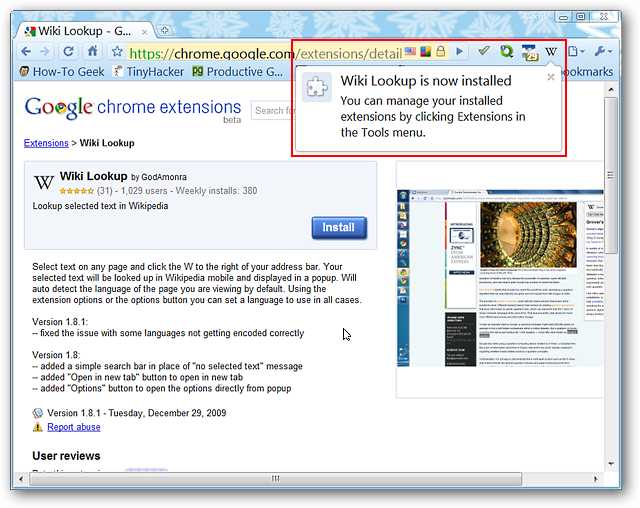 Wiki Lookup - G...
https://chrome.google.com/extensions/detail
How-To Geek
TinyHacker
Productive G...
ookmarks
Wiki Lookup is now installed
You can manage your installed
extensions by clicking Extensions in
the Tools menu.
Google chrome extensions
beta
Search for
Extensions > Wiki Lookup
W
Wiki Lookup by GodAmonra
(31) - 1,029 users - Weekly installs: 380
Lookup selected text in Wikipedia
Install
Select text on any page and click the W to the right of your address bar. Your
selected text will be looked up in Wikipedia mobile and displayed in a popup. Will
auto detect the language of the page you are viewing by default. Using the
extension options or the options button you can set a language to use in all cases.
Version 1.8.1:
-- fixed the issue with some languages not getting encoded correctly
Version 1.8:
-- added a simple search bar in place of "no selected text" message
-- added "Open in new tab" button to open in new tab
-- added "Options" button to open the options directly from popup
Version 1.8.1 - Tuesday, December 29, 2009
Report abuse
User reviews
INTRODUCING
ZYNC
FROM AMERICAN
EXPRESS